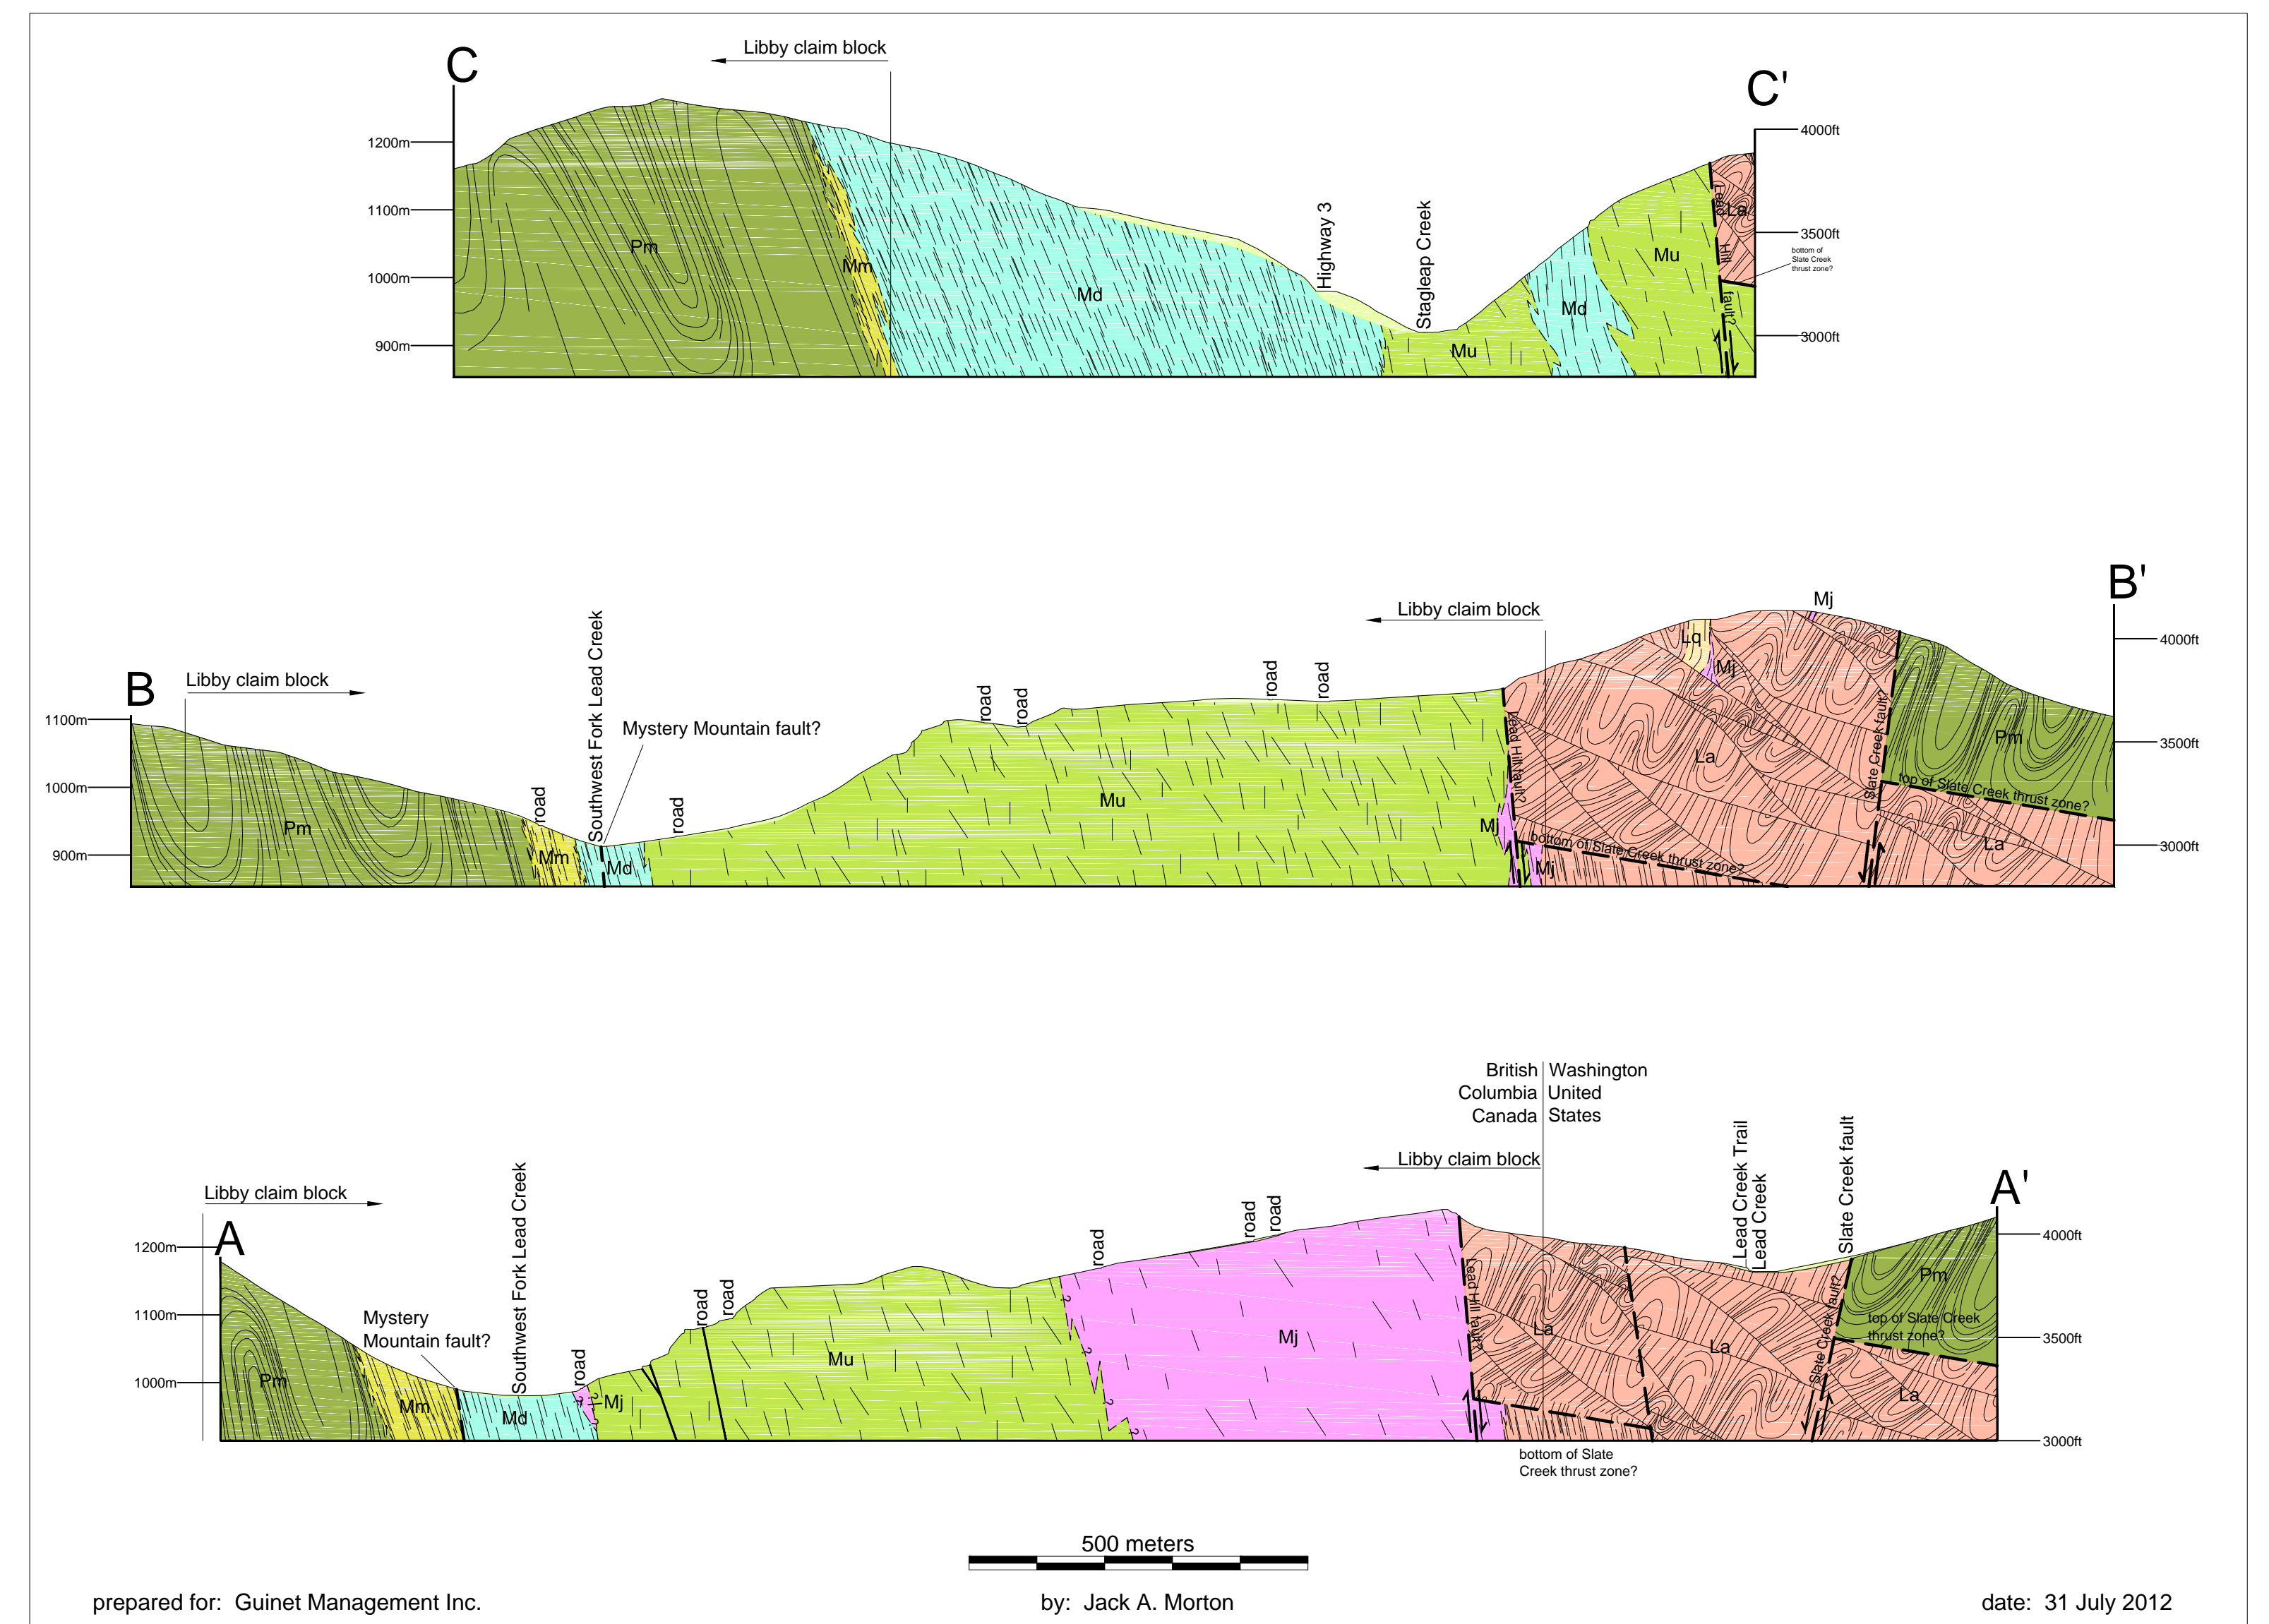 Libby claim block
C
C'
1200m
1100m
1000m
900m
4000ft
3500ft
3000ft
Pm
Mm
Md
Highway 3
Stagleap Creek
Mu
Md
Mu
Lead
Hill
fault?
La
bottom of
Slate Creek
thrust zone?
B
B'
Libby claim block
Libby claim block
1100m
1000m
900m
4000ft
3500ft
3000ft
Pm
road
Mm
Southwest Fork Lead Creek
Mystery Mountain fault?
Md
road
road
road
Mu
road
road
Lead Hill fault?
Mj
Mj
bottom of Slate Creek thrust zone?
Lq
Mj
Mj
La
Slate Creek fault?
Pm
top of Slate Creek thrust zone?
La
British
Columbia
Canada
Washington
United
States
Libby claim block
Libby claim block
A
A'
1200m
1100m
1000m
4000ft
3500ft
3000ft
Pm
Mystery
Mountain fault?
Mm
Southwest Fork Lead Creek
Md
road
?
?
?
Mj
road
road
Mu
road
?
?
?
?
road
road
Mj
Lead Hill fault?
La
La
Lead Creek Trail
Lead Creek
Slate Creek fault
Slate Creek fault?
Pm
top of Slate Creek
thrust zone?
La
bottom of Slate
Creek thrust zone?
500 meters
prepared for: Guinet Management Inc.
by: Jack A. Morton
date: 31 July 2012